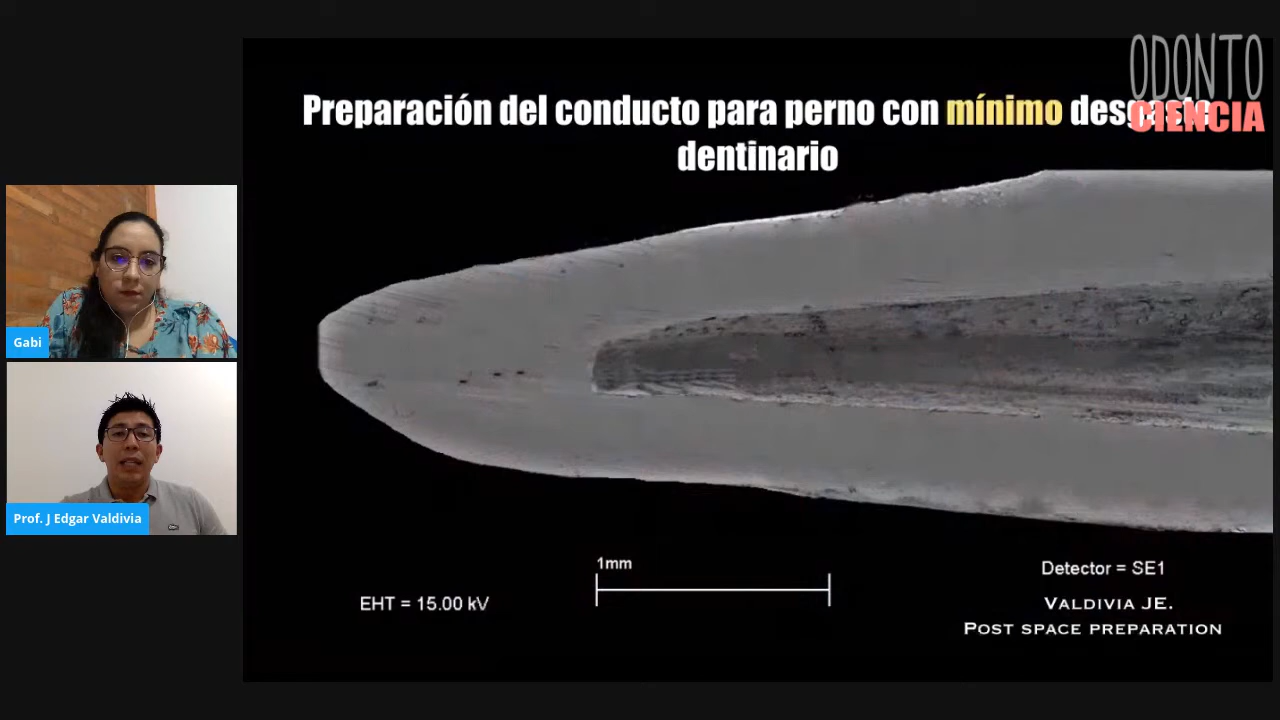 ODONTO
CIENCIA
Preparación del conducto para perno con mínimo desgaste
dentinario
Gabi
Prof. J Edgar Valdivia
1mm
EHT = 15.00 kV
Detector = SE1
VALDIVIA JE.
POST SPACE PREPARATION